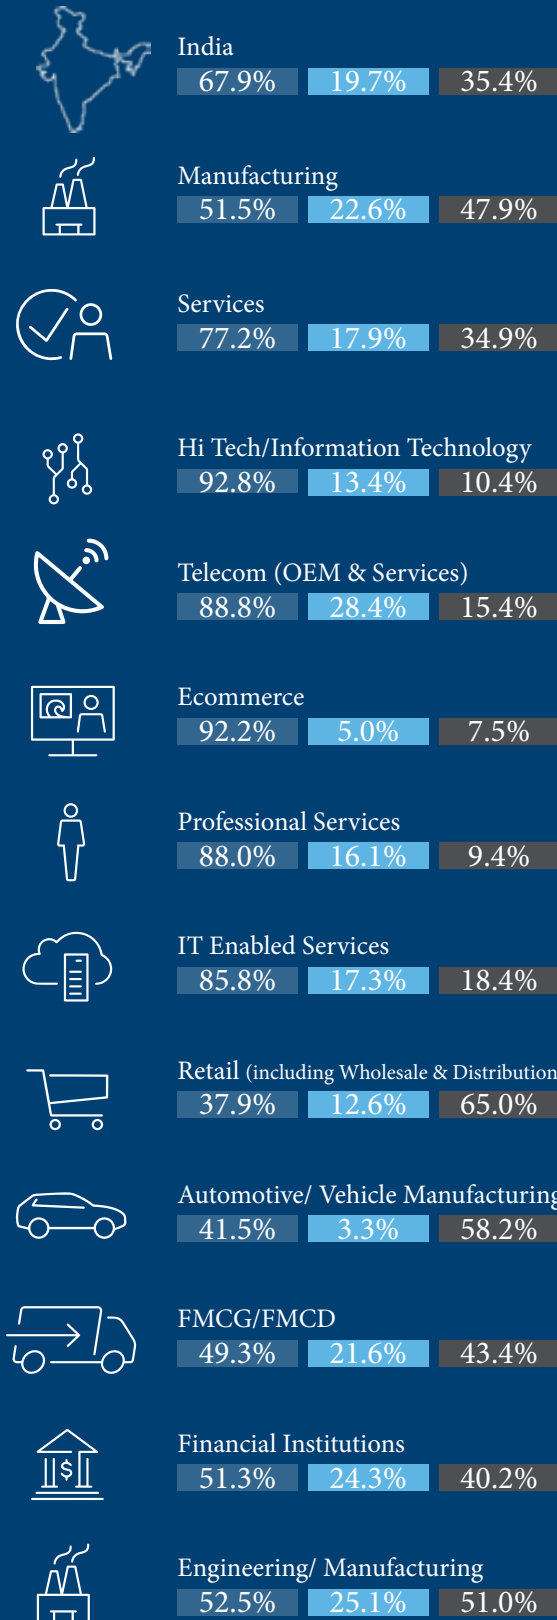 India
67.9% 19.7% 35.4%
Manufacturing
51.5% 22.6% 47.9%
Services
77.2% 17.9% 34.9%
Hi Tech/Information Technology
92.8% 13.4% 10.4%
Telecom (OEM & Services)
88.8% 28.4% 15.4%
Ecommerce
92.2% 5.0% 7.5%
Professional Services
88.0% 16.1% 9.4%
IT Enabled Services
85.8% 17.3% 18.4%
Retail (including Wholesale & Distribution
37.9% 12.6% 65.0%
Automotive/ Vehicle Manufacturing
41.5% 3.3% 58.2%
FMCG/FMCD
49.3% 21.6% 43.4%
Financial Institutions
$ 51.3% 24.3% 40.2%
Engineering/ Manufacturing
52.5% 25.1% 51.0%